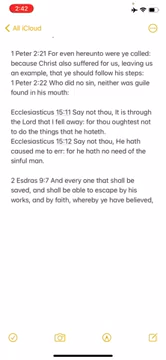 2:42
All iCloud
1 Peter 2:21 For even hereunto were ye called:
because Christ also suffered for us, leaving us
an example, that ye should follow his steps:
1 Peter 2:22 Who did no sin, neither was guile
found in his mouth:
Ecclesiasticus 15:11 Say not thou, It is through
the Lord that I fell away: for thou oughtest not
to do the things that he hateth.
Ecclesiasticus 15:12 Say not thou, He hath
caused me to err: for he hath no need of the
sinful man.
2 Esdras 9:7 And every one that shall be
saved, and shall be able to escape by his
works, and by faith, whereby ye have believed,